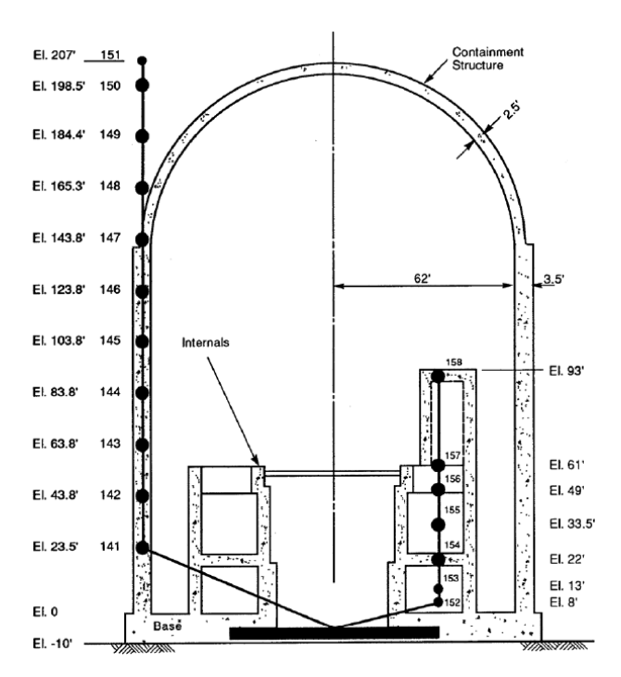 El. 207' 151
Containment
Structure
El. 198.5' 150
2.5'
El. 184.4' 149
El. 165.3' 148
El. 143.8' 147
62'
3.5'
El. 123.8' 146
El. 103.8' 145
Internals
158
El. 93'
El. 83.8' 144
El. 63.8' 143
157
El. 61'
156
El. 49'
El. 43.8' 142
155
El. 33.5'
El. 23.5' 141
154
El. 22'
153
El. 13'
152
El. 8'
El. 0
Base
El. -10'